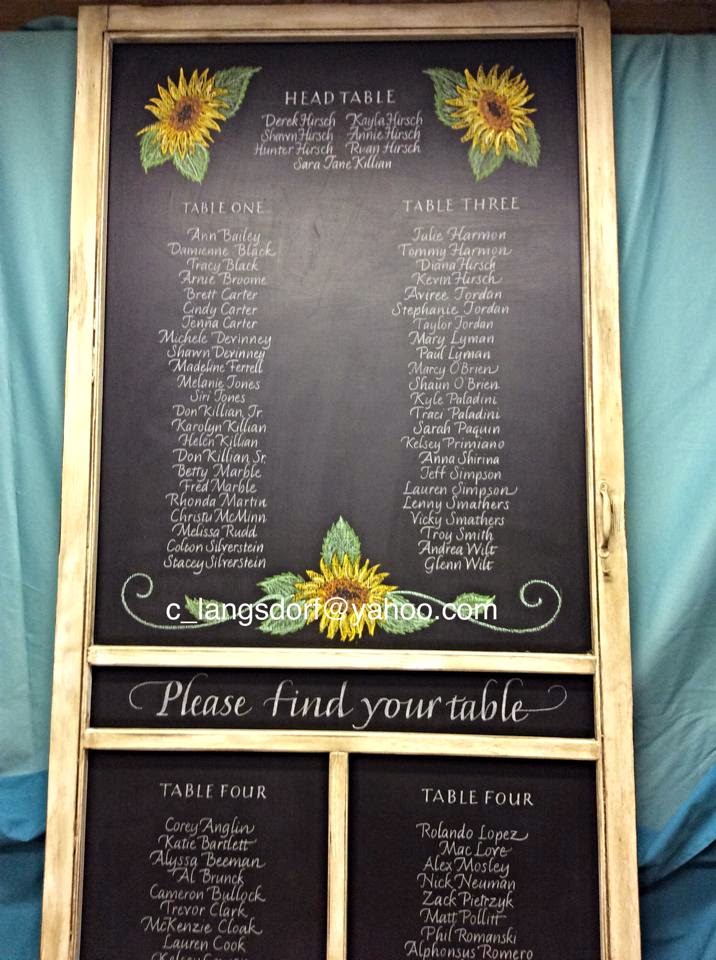 HEAD TABLE
Derek Hirsch Kayla Hirsch
Shawn Hirsch Annie Hirsch
Hunter Hirsch Ryan Hirsch
Sara Jane Killian
TABLE ONE
Ann Bailey
Damienne Black
Tracy Black
Arnie Broome
Brett Carter
Cindy Carter
Jenna Carter
Michele Devinney
Shawn Devinney
Madeline Ferrell
Melanie Jones
Siri Jones
Don Killian, Jr.
Karolyn Killian
Helen Killian
Don Killian, Sr.
Betty Marble
Fred Marble
Rhonda Martin
Christy McMinn
Melissa Rudd
Coleon Silverstein
Stacey Silverstein
TABLE THREE
Julie Harmon
Tommy Harmon
Diana Hirsch
Kevin Hirsch
Aviree Jordan
Stephanie Jordan
Taylor Jordan
Mary Lyman
Paul Lyman
Marcy O'Brien
Shaun O'Brien
Kyle Paladini
Traci Paladini
Sarah Paquin
Kelsey Primiano
Anna Shirina
Jeff Simpson
Lauren Simpson
Lenny Smathers
Vicky Smathers
Troy Smith
Andrea Wilt
Glenn Wilt
c_langsdorf@yahoo.com
Please find your table
TABLE FOUR
Corey Anglin
Katie Bartlett
Alyssa Beeman
Al Brunck
Cameron Bullock
Trevor Clark
McKenzie Cloak
Lauren Cook
TABLE FOUR
Rolando Lopez
Mac Love
Alex Mosley
Nick Neuman
Zack Pietrzyk
Matt Pollitt
Phil Romanski
Alphonsus Romero